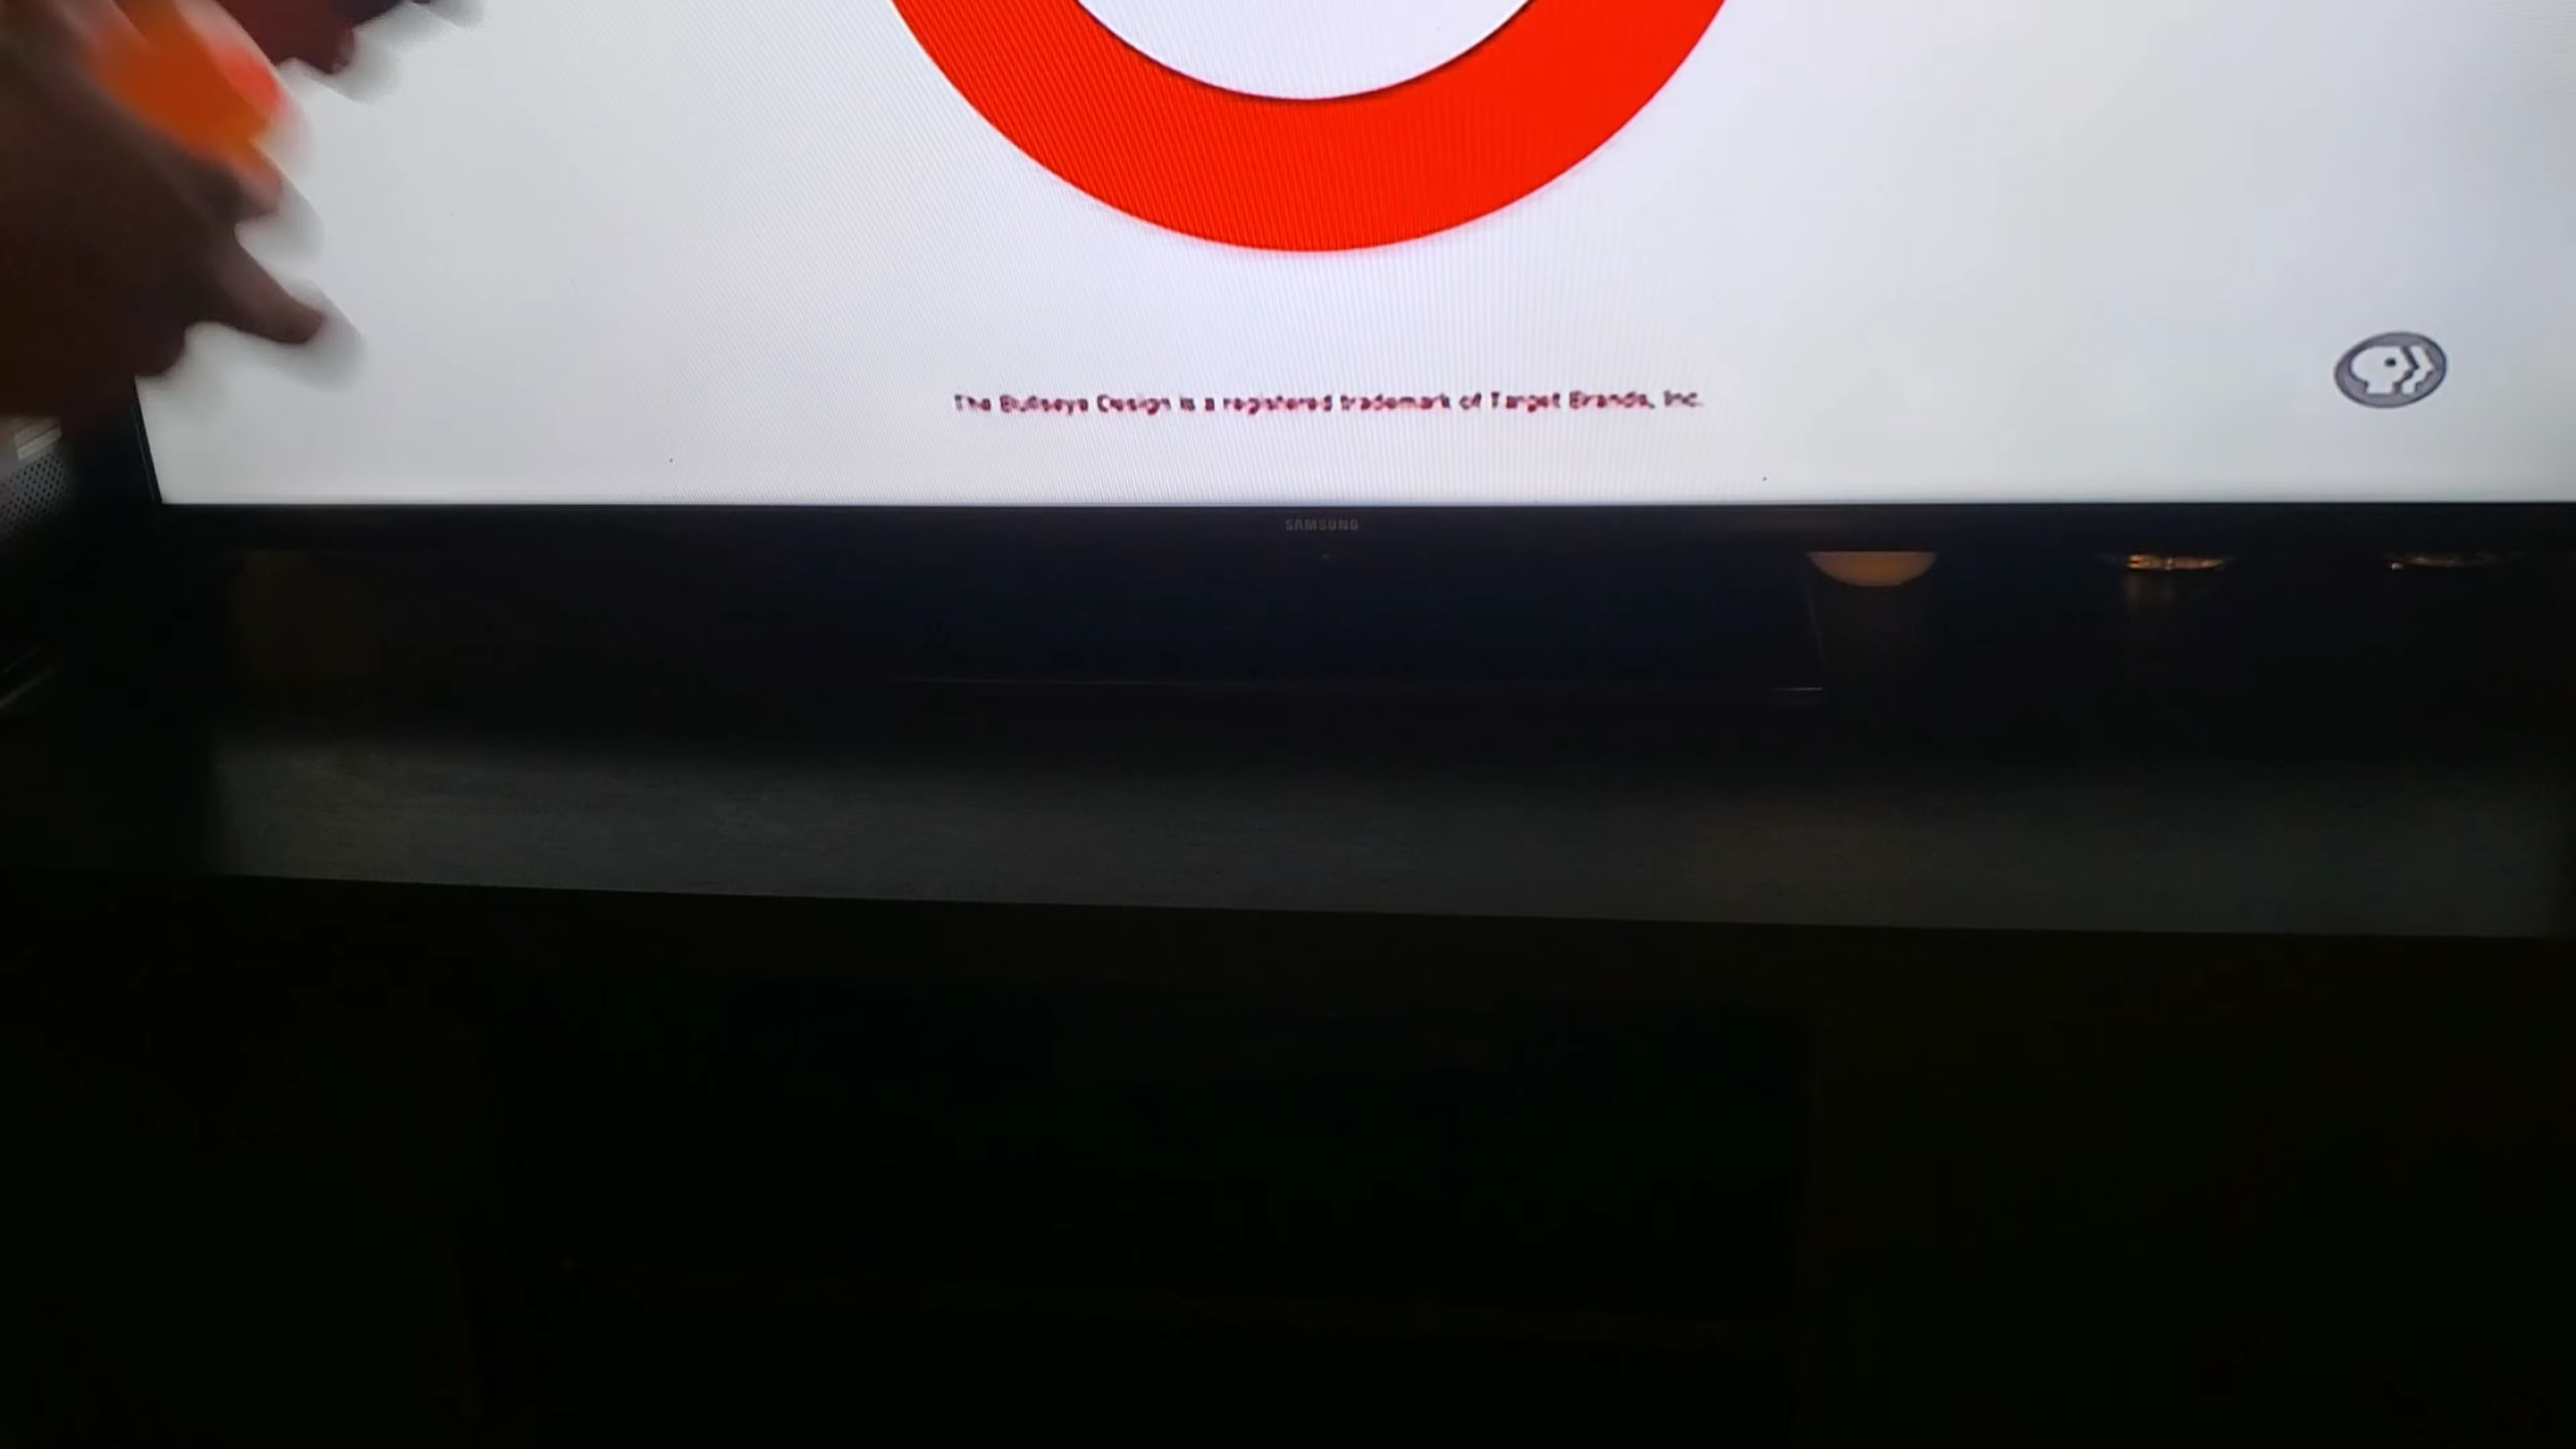 The Bullseye Design is a registered trademark of Target Brands, Inc.
SAMSUNG